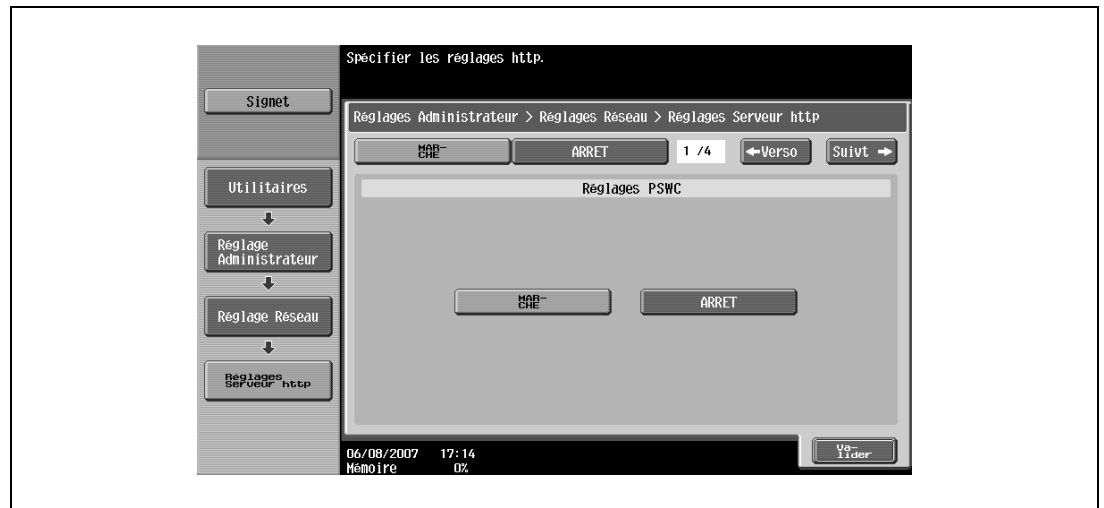 Spécifier les réglages http.
Signet
Réglages Administrateur > Réglages Réseau > Réglages Serveur http
MAR-
CHE
ARRET
1 /4
←Verso
Suivt →
Utilitaires
Réglages PSWC
Réglage
Administrateur
MAR-
CHE
ARRET
Réglage Réseau
Réglages
Serveur http
06/08/2007 17:14
Mémoire 0%
Va-
lider